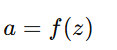 a = f(z)